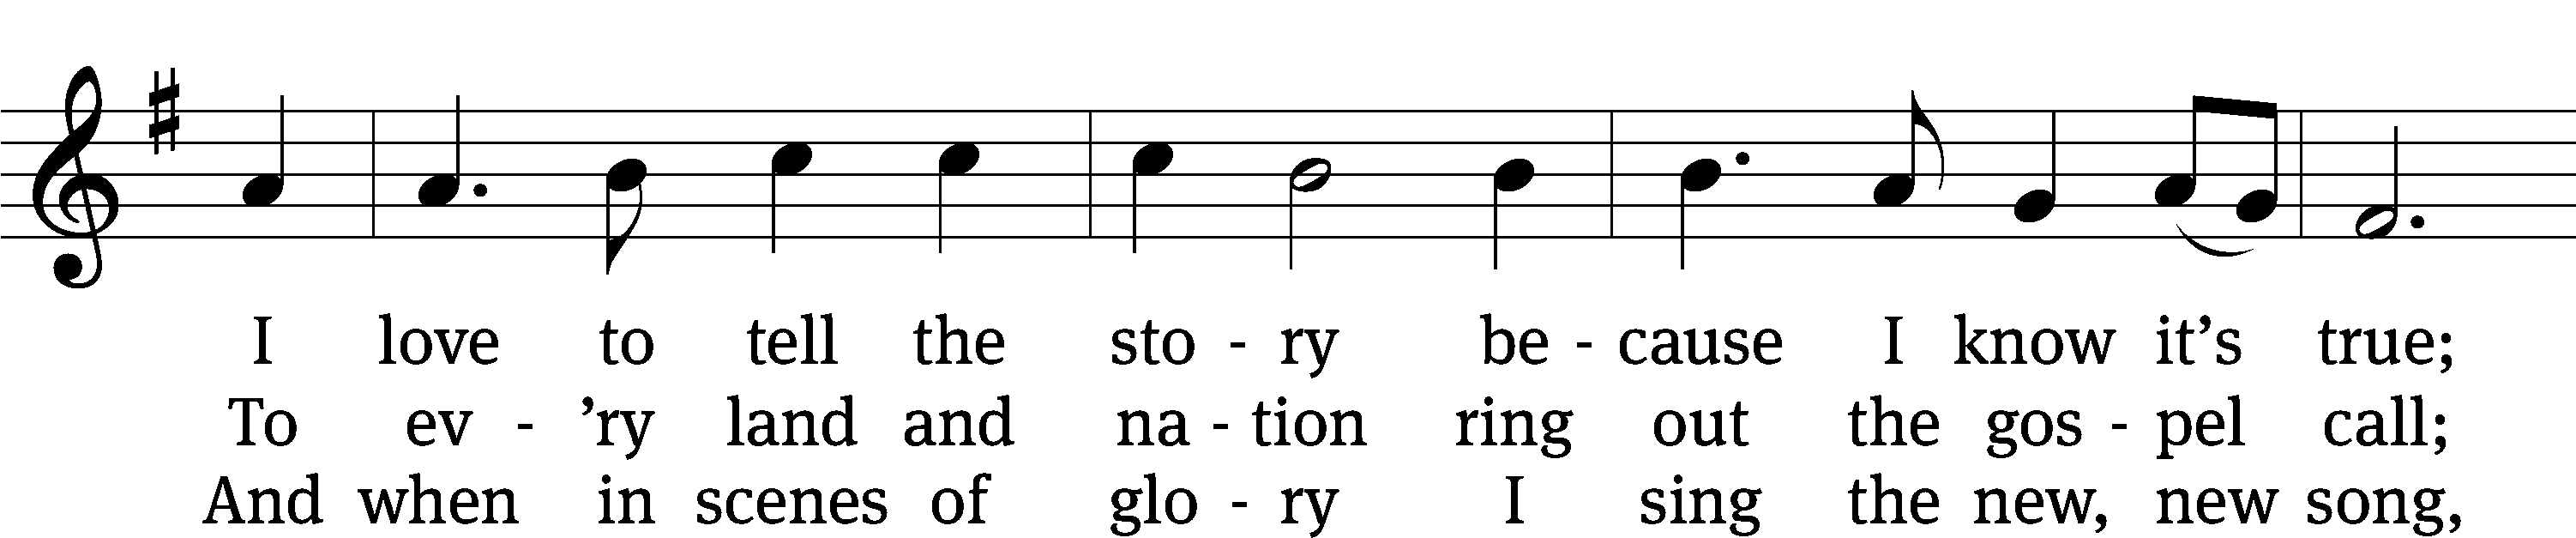 I love to tell the sto - ry be - cause I know it’s true;
To ev - ’ry land and na - tion ring out the gos - pel call;
And when in scenes of glo - ry I sing the new, new song,